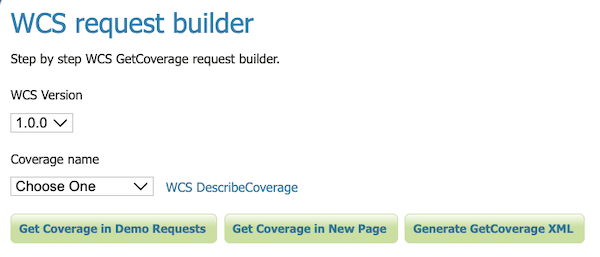 WCS request builder
Step by step WCS GetCoverage request builder.
WCS Version
1.0.0
Coverage name
Choose One WCS DescribeCoverage
Get Coverage in Demo Requests Get Coverage in New Page Generate GetCoverage XML